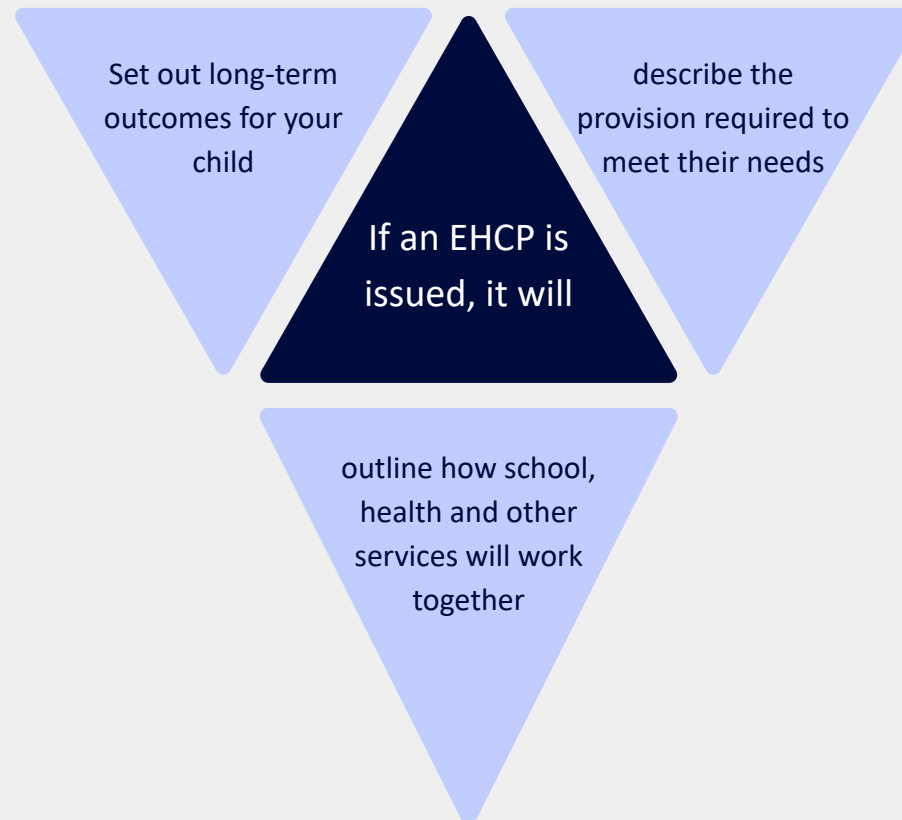 Set out long-term
outcomes for your
child
describe the
provision required to
meet their needs
If an EHCP is
issued, it will
outline how school,
health and other
services will work
together